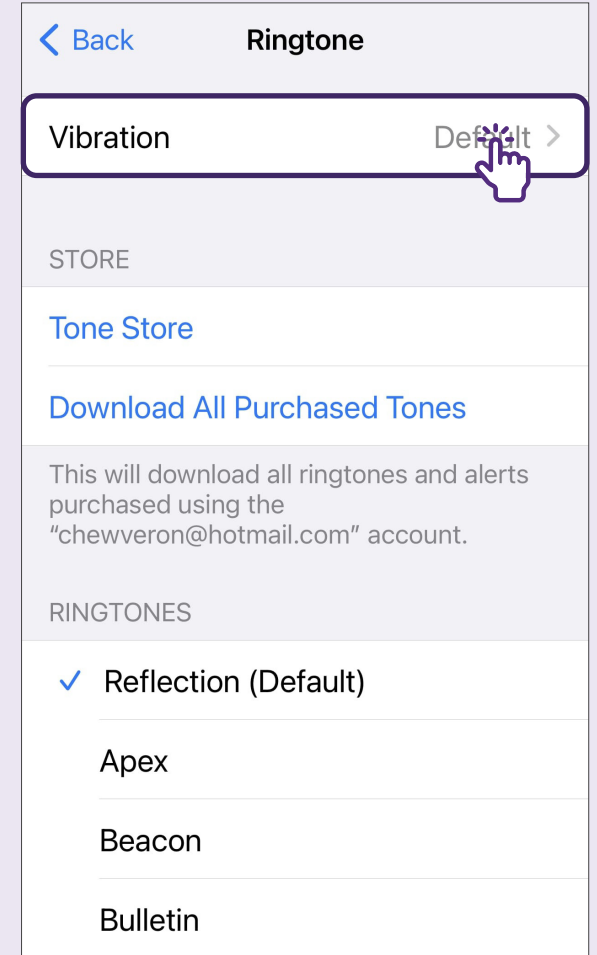 Back
Ringtone
Vibration
Default
STORE
Tone Store
Download All Purchased Tones
This will download all ringtones and alerts
purchased using the
“chewveron@hotmail.com” account.
RINGTONES
Reflection (Default)
Apex
Beacon
Bulletin